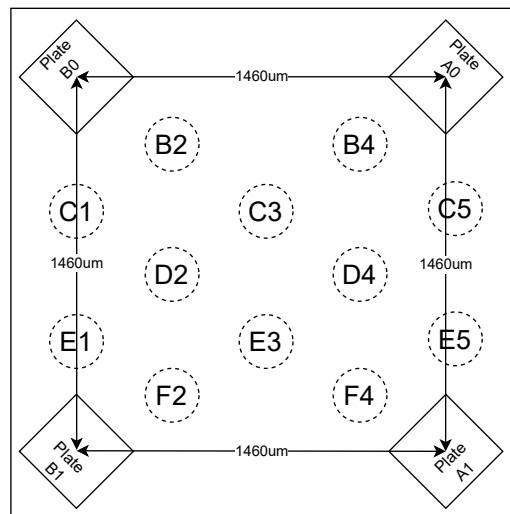 Plate
B0
Plate
A0
1460um
B2
B4
C1
C3
C5
1460um
1460um
D2
D4
E1
E3
E5
F2
F4
Plate
B1
1460um
Plate
A1